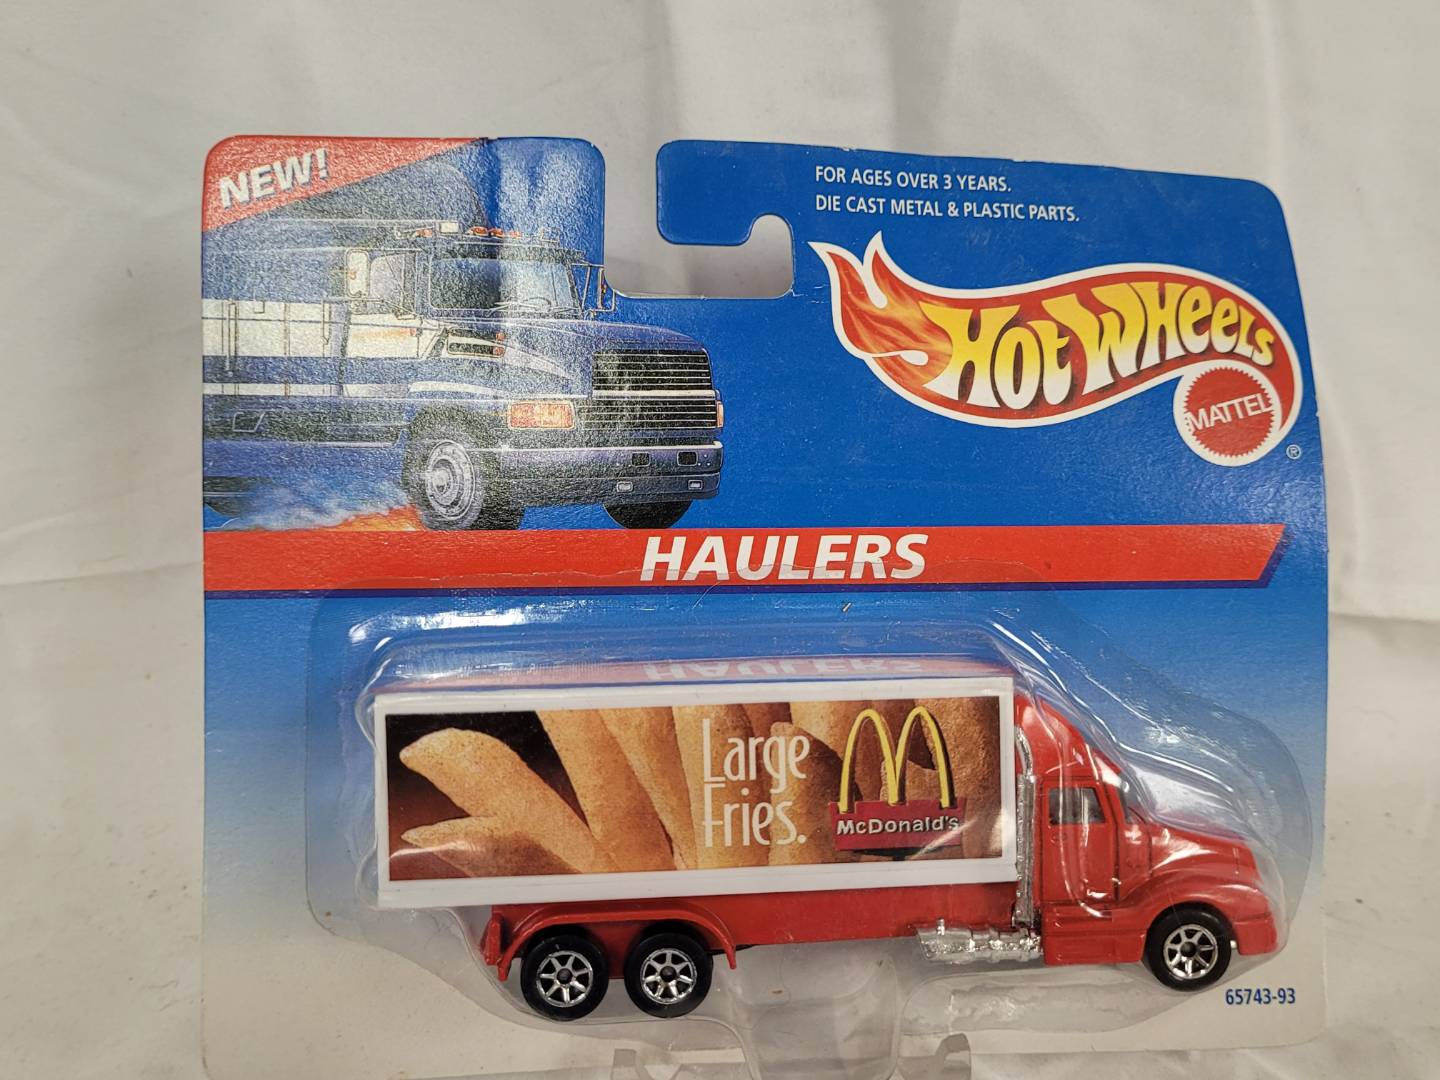 NEW!
FOR AGES OVER 3 YEARS.
DIE CAST METAL & PLASTIC PARTS.
HOT WHEELS
MATTEL
®
HAULERS
HAULERS
Large
Fries.
McDonald's
65743-93